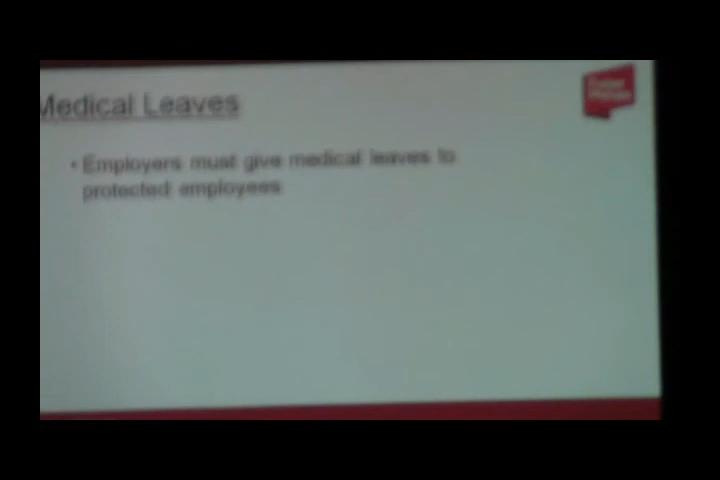 Medical Leaves
• Employers must give medical leaves to
protected employees